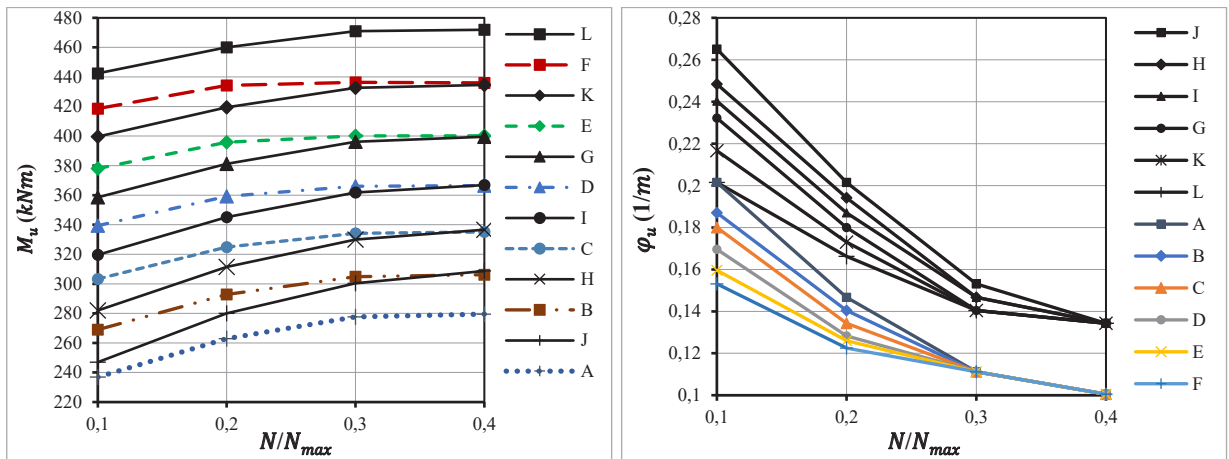 480
460
440
420
400
380
360
340
320
300
280
260
240
220
M_u (kNm)
0,1 0,2 0,3 0,4
N/N_max
L
F
K
E
G
D
I
C
H
B
J
A
0,28
0,26
0,24
0,22
0,2
0,18
0,16
0,14
0,12
0,1
φ_u (1/m)
0,1 0,2 0,3 0,4
N/N_max
J
H
I
G
K
L
A
B
C
D
E
F